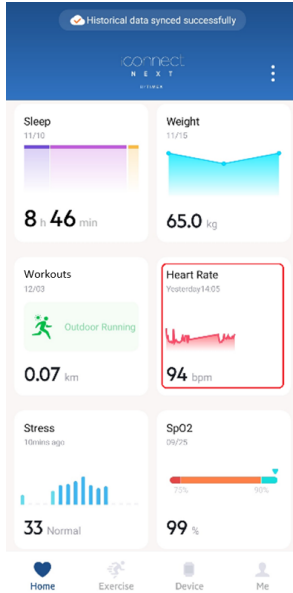 Historical data synced successfully
iconnect
NEXT
Sleep
11/10
8 h 46 min
Weight
11/15
65.0 kg
Workouts
12/03
Outdoor Running
0.07 km
Heart Rate
Yesterday14:05
94 bpm
Stress
10mins ago
33 Normal
SpO2
09/25
75% 90%
99 %
Home Exercise Device Me